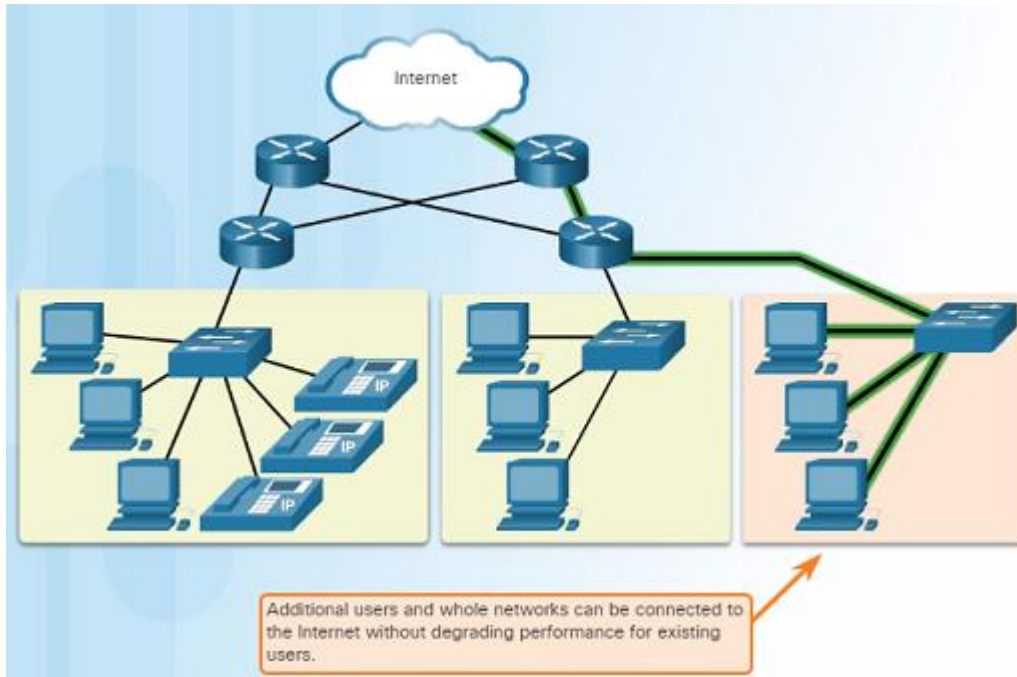 Internet
IP
IP
IP
Additional users and whole networks can be connected to
the Internet without degrading performance for existing
users.